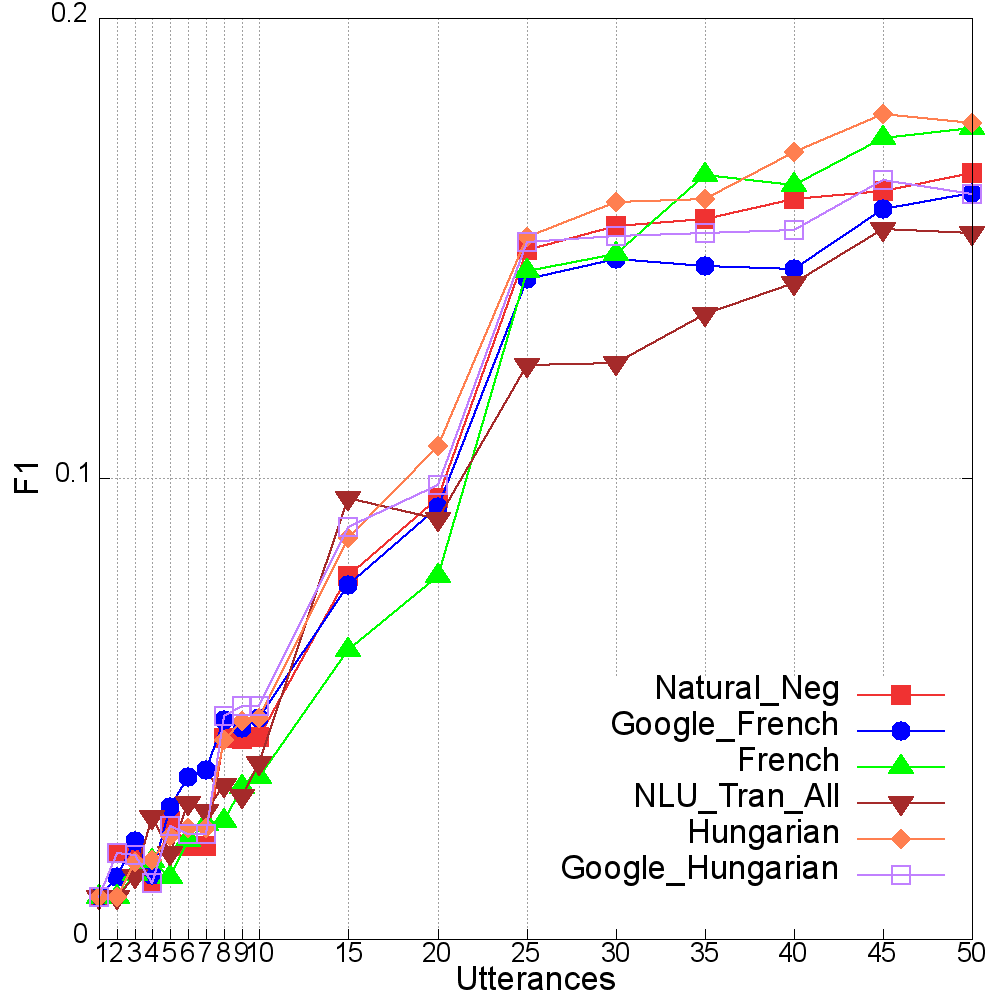 0.2
F1
0.1
Natural_Neg
Google_French
French
NLU_Tran_All
Hungarian
Google_Hungarian
0
1 2 3 4 5 6 7 8 9 10 15 20 25 30 35 40 45 50
Utterances